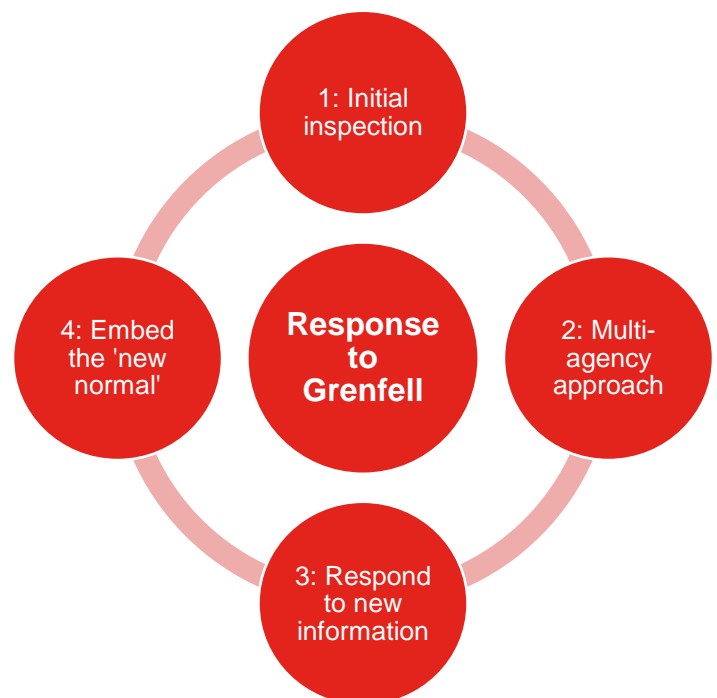 1: Initial
inspection
Response
to
Grenfell
2: Multi-
agency
approach
3: Respond
to new
information
4: Embed
the 'new
normal'